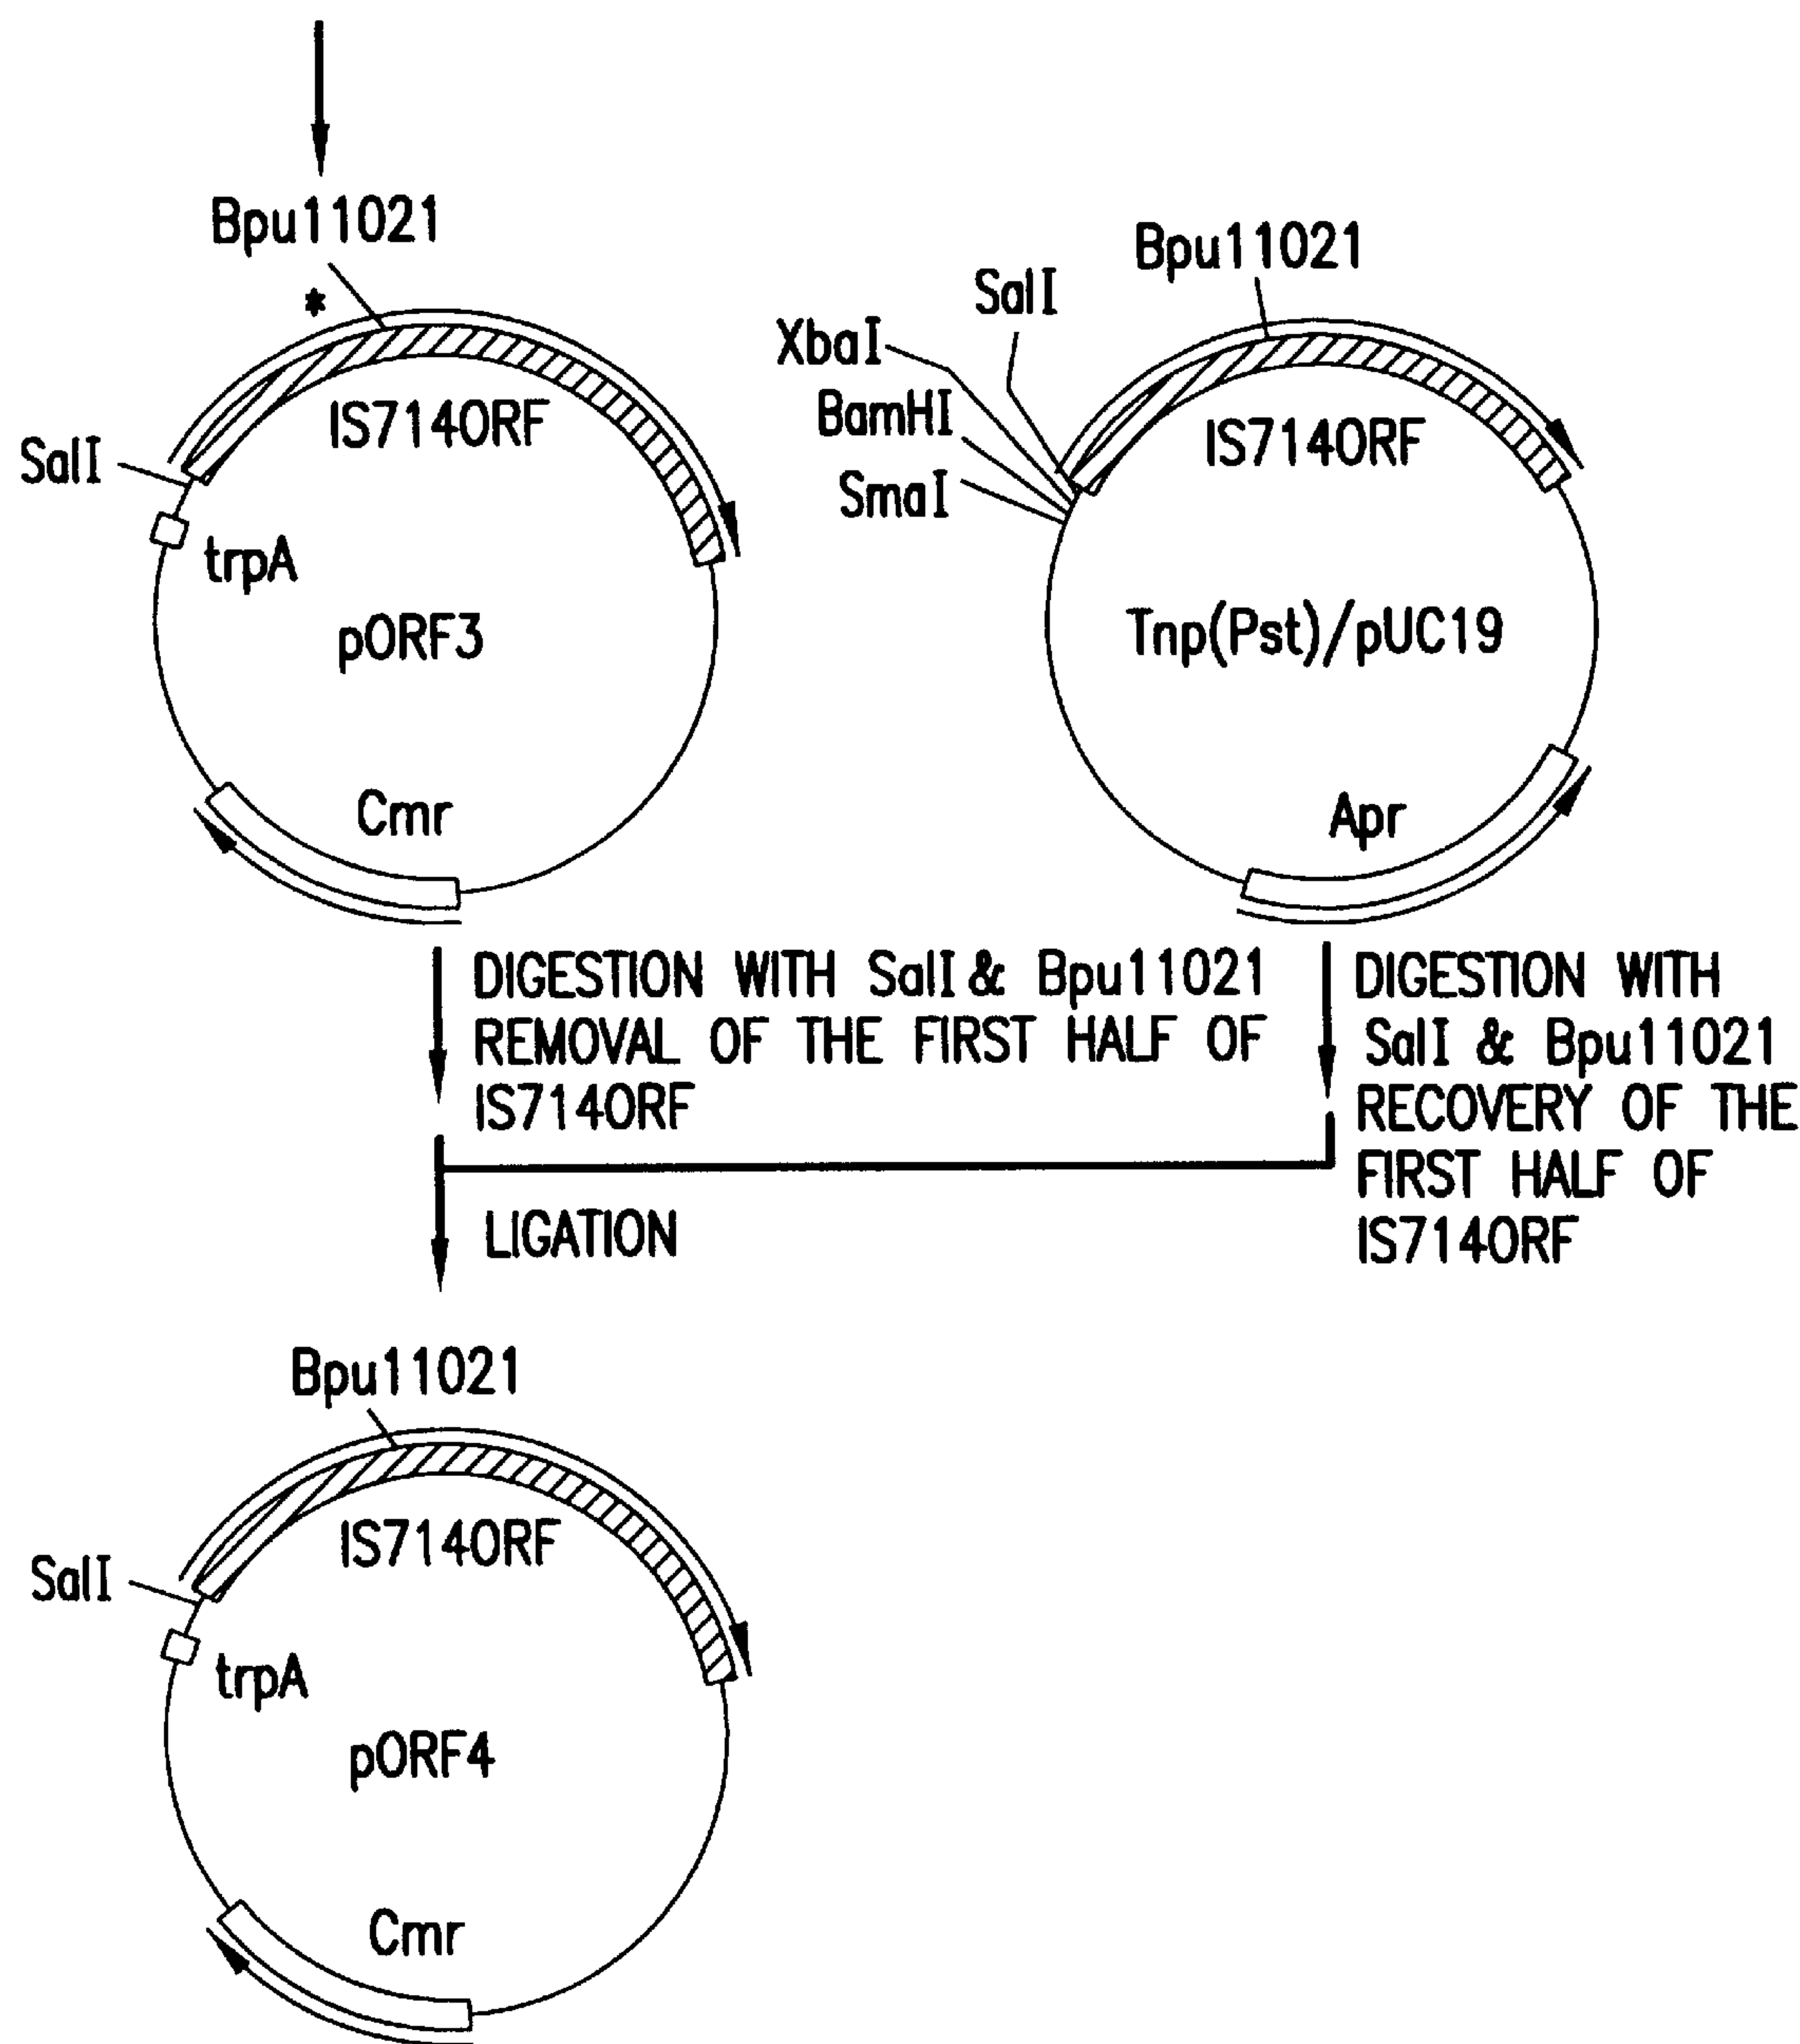 Bpu11021
*
IS714ORF
SalI
trpA
pORF3
Cmr
Bpu11021
SalI
XbaI
BamHI
SmaI
IS714ORF
Tnp(Pst)/pUC19
Apr
DIGESTION WITH SalI & Bpu11021
REMOVAL OF THE FIRST HALF OF
IS714ORF
DIGESTION WITH
SalI & Bpu11021
RECOVERY OF THE
FIRST HALF OF
IS714ORF
LIGATION
Bpu11021
IS714ORF
SalI
trpA
pORF4
Cmr